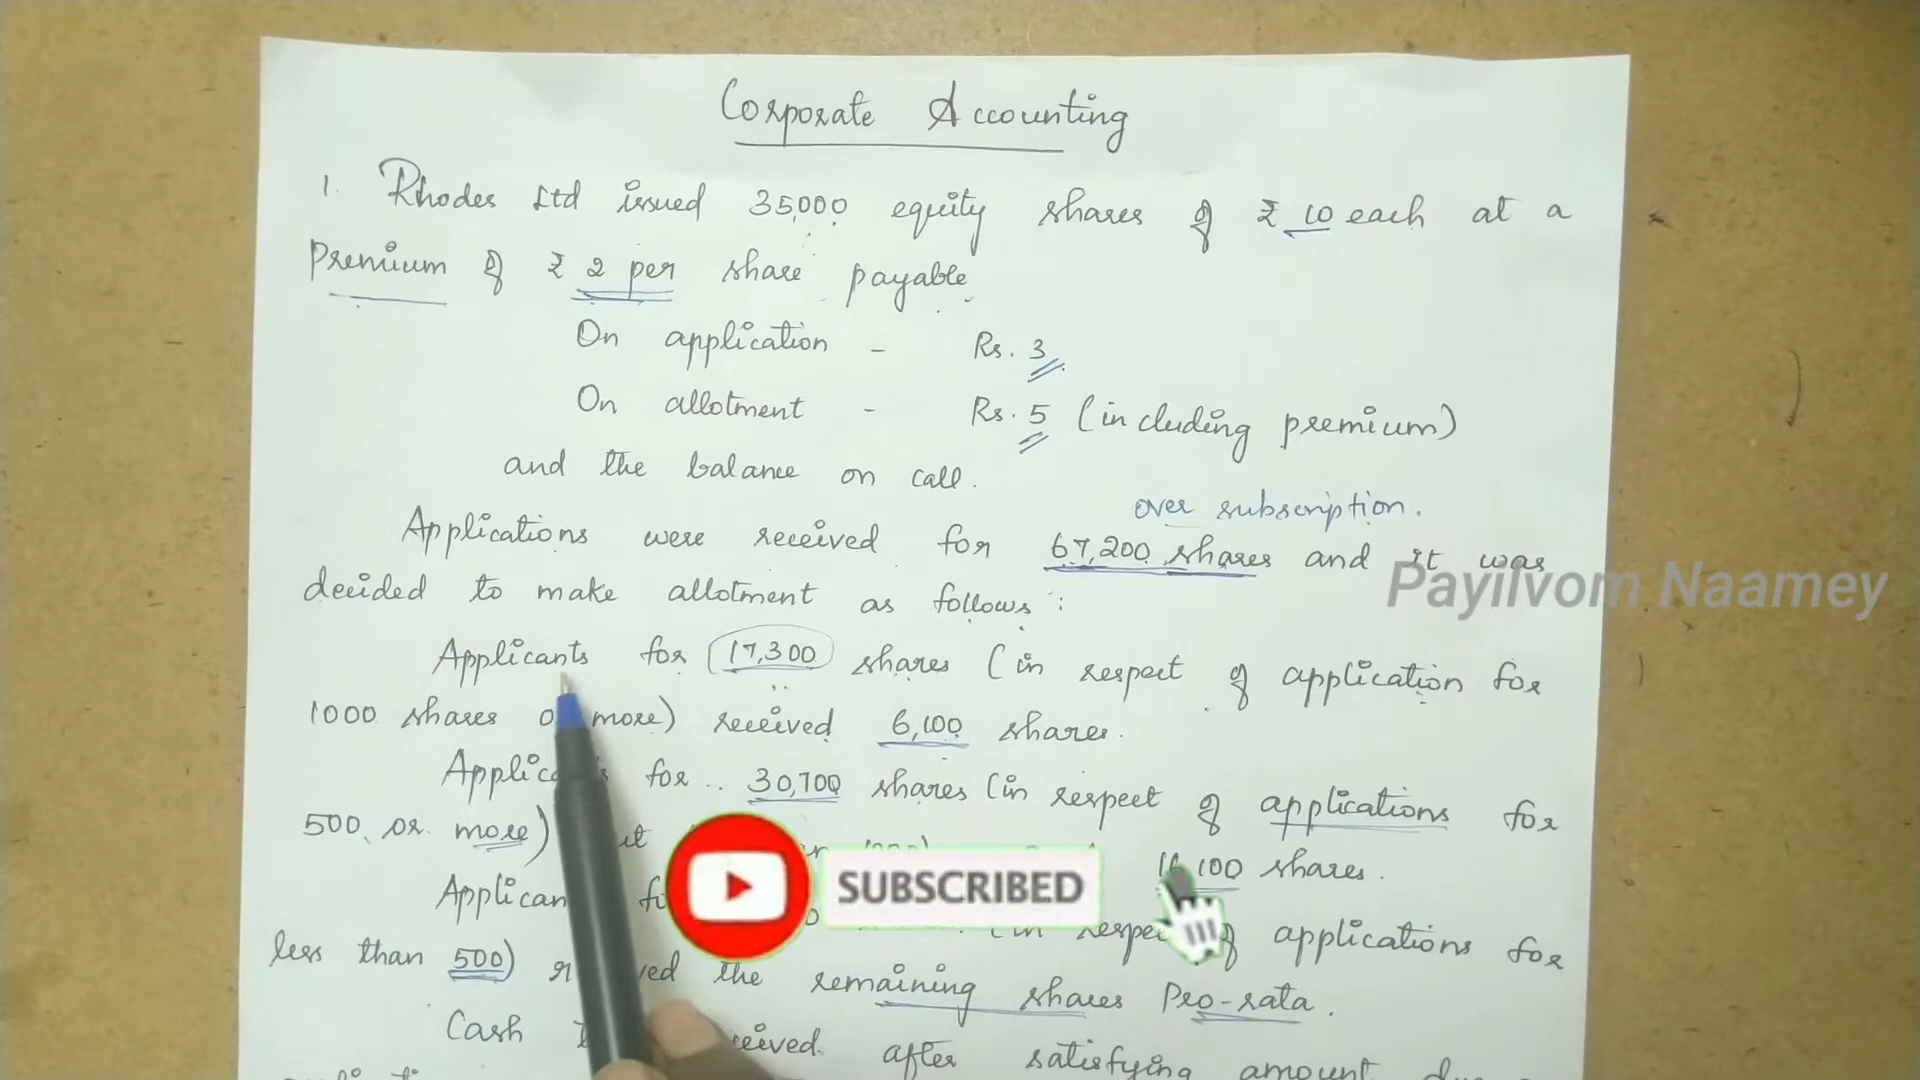 Corporate Accounting
1. Rhodes Ltd issued 35,000 equity shares of ₹ 10 each at a
Premium of ₹ 2 per share payable
On application - Rs. 3
On allotment - Rs. 5 (including premium)
and the balance on call.
over subscription.
Applications were received for 67,200 shares and it was
Payilvom Naamey
decided to make allotment as follows :
Applicants for 17,300 shares (in respect of application for
1000 shares more) received 6,100 shares.
for 30,700 shares (in respect of applications for
500 or more)
100 shares.
SUBSCRIBED
of applications for
less than 500) the remaining shares Pro-rata.
Cash after satisfying amount